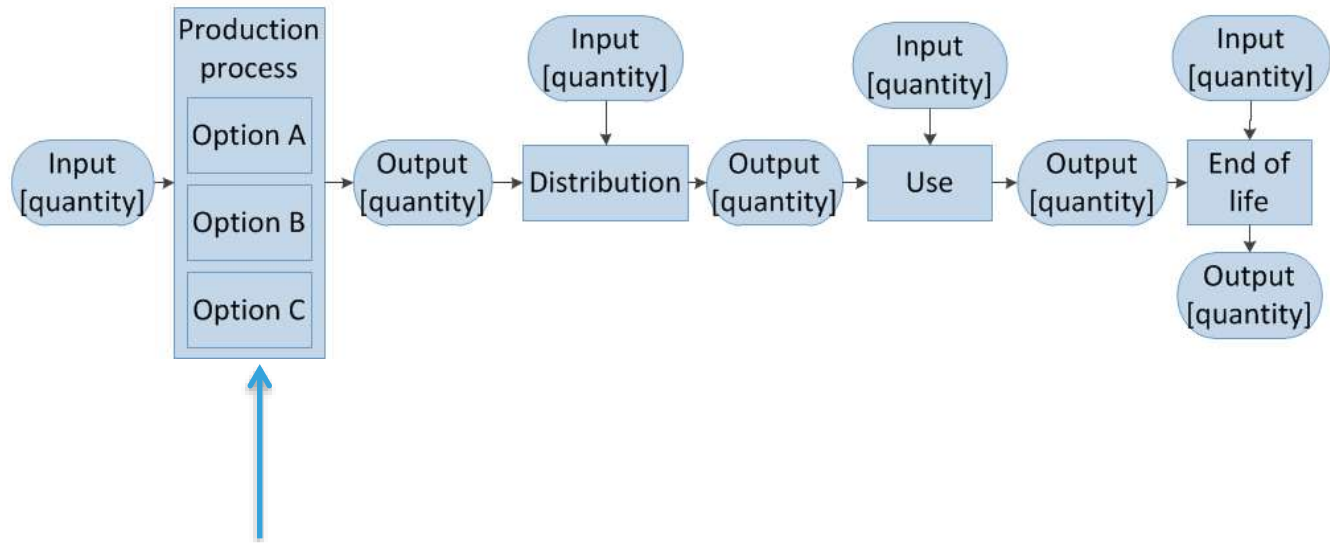 Input
[quantity]
Production
process
Option A
Option B
Option C
Output
[quantity]
Input
[quantity]
Distribution
Output
[quantity]
Input
[quantity]
Use
Output
[quantity]
Input
[quantity]
End of
life
Output
[quantity]